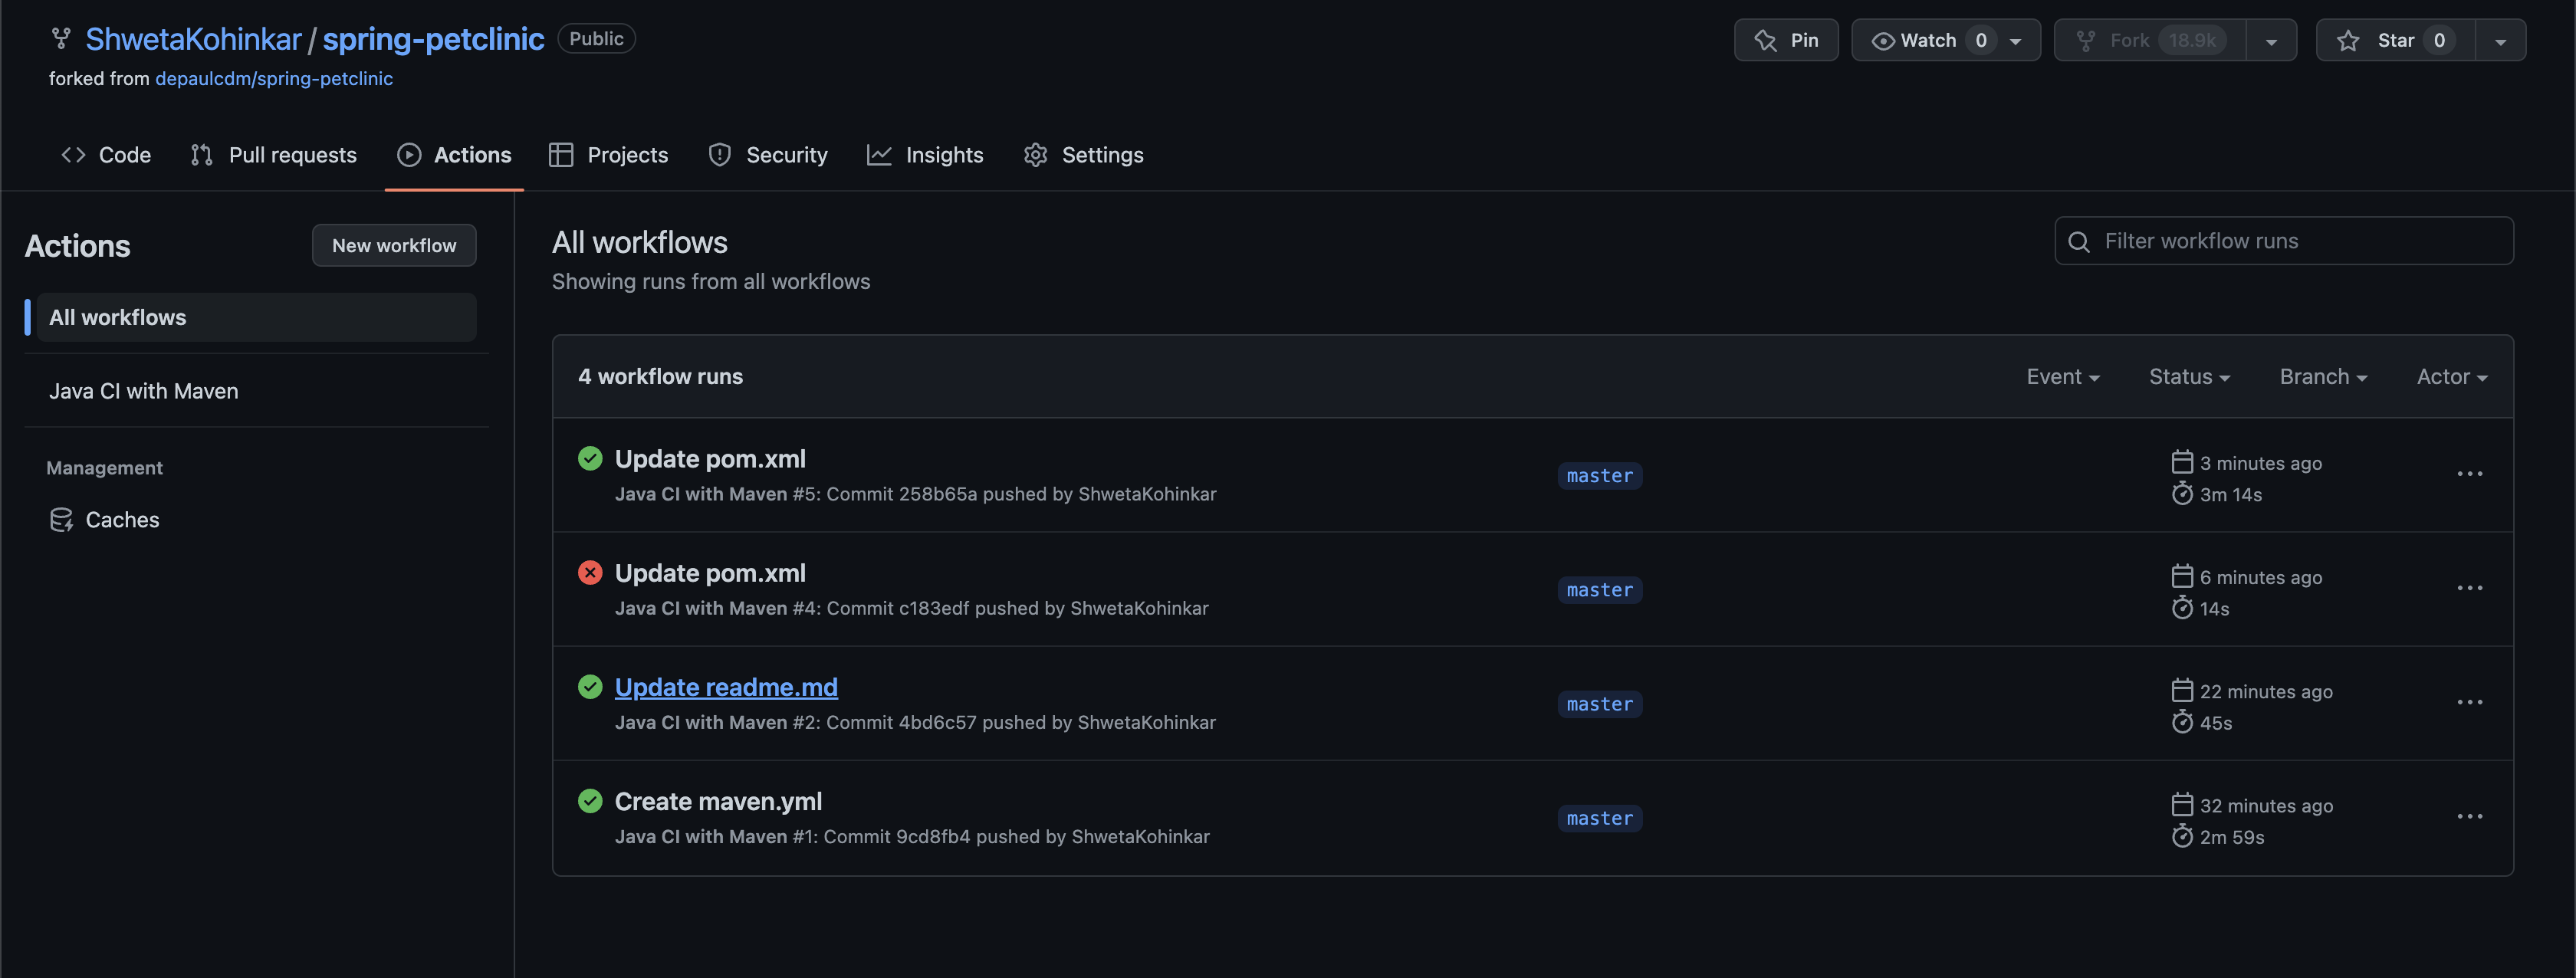 ShwetaKohinkar / spring-petclinic Public
Pin Watch 0 Fork 18.9k Star 0
forked from depaulcdm/spring-petclinic
Code Pull requests Actions Projects Security Insights Settings
Actions New workflow
All workflows
Java CI with Maven
Management
Caches
All workflows
Showing runs from all workflows
Filter workflow runs
4 workflow runs Event Status Branch Actor
Update pom.xml
Java CI with Maven #5: Commit 258b65a pushed by ShwetaKohinkar
master
3 minutes ago
3m 14s
Update pom.xml
Java CI with Maven #4: Commit c183edf pushed by ShwetaKohinkar
master
6 minutes ago
14s
Update readme.md
Java CI with Maven #2: Commit 4bd6c57 pushed by ShwetaKohinkar
master
22 minutes ago
45s
Create maven.yml
Java CI with Maven #1: Commit 9cd8fb4 pushed by ShwetaKohinkar
master
32 minutes ago
2m 59s